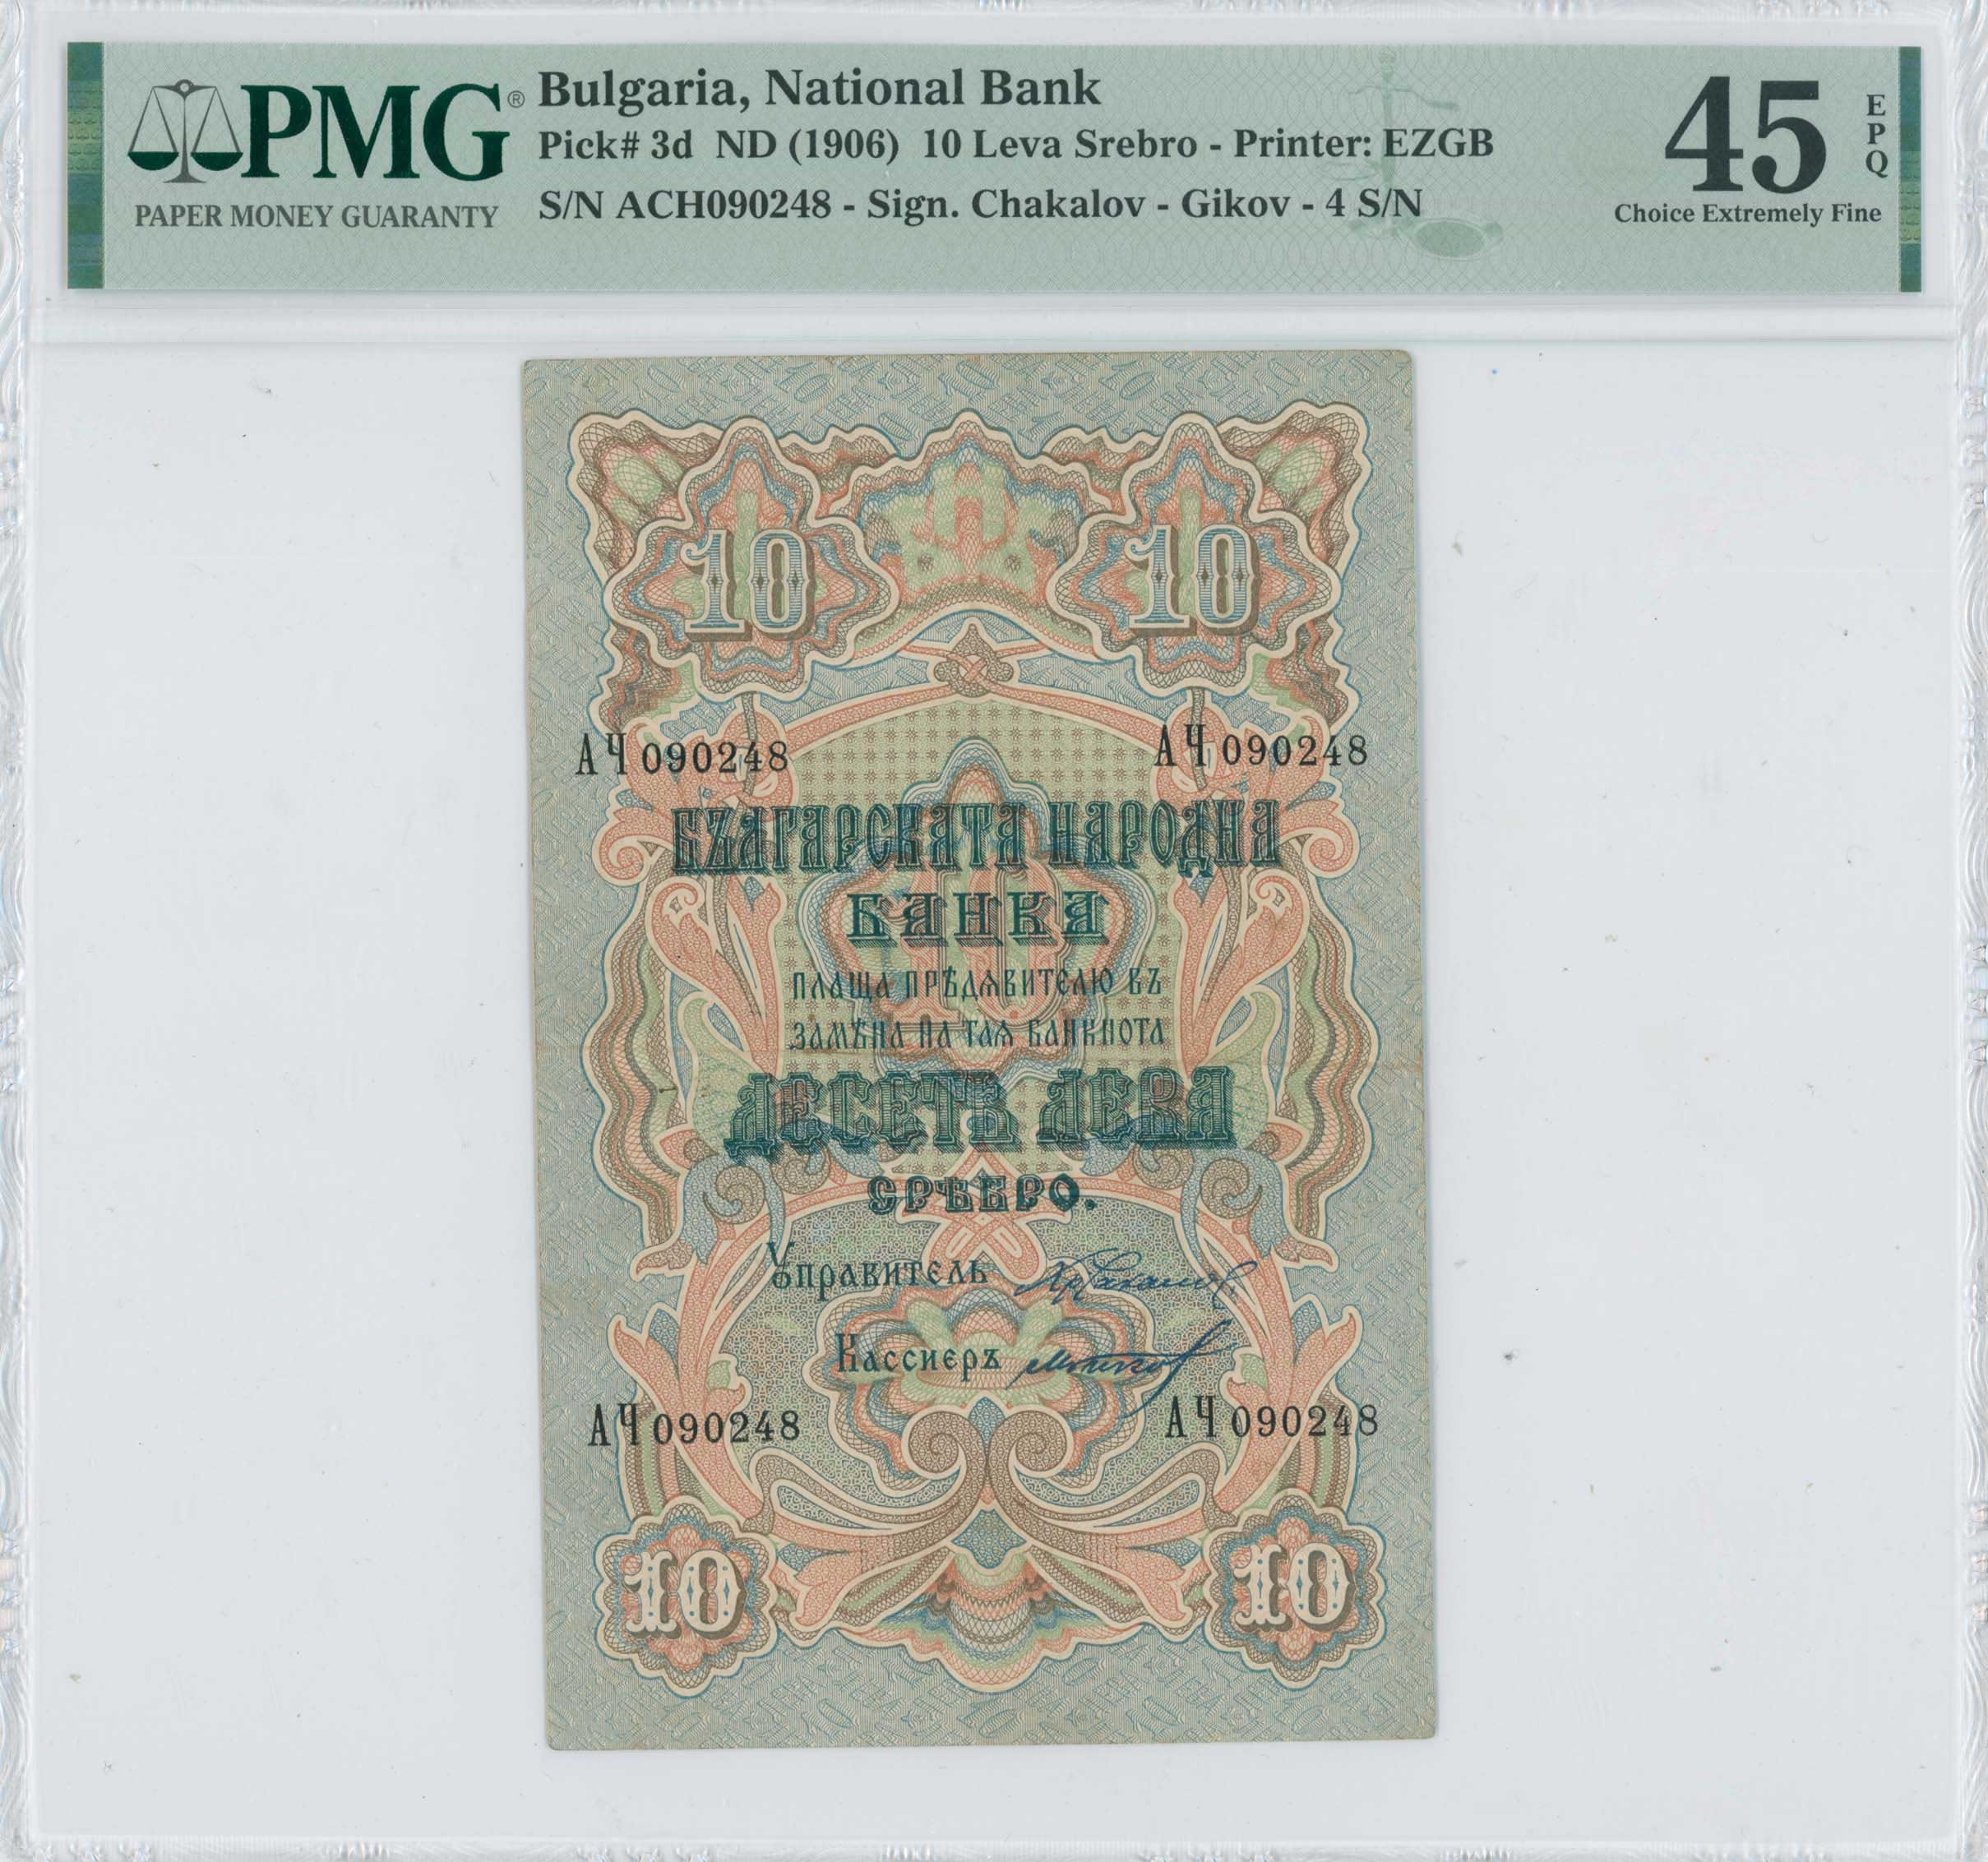 PMG®
PAPER MONEY GUARANTY
Bulgaria, National Bank
Pick# 3d ND (1906) 10 Leva Srebro - Printer: EZGB
S/N ACH090248 - Sign. Chakalov - Gikov - 4 S/N
45
EPQ
Choice Extremely Fine
10 10
АЧ 090248 АЧ 090248
БЪЛГАРСКАТА НАРОДНА
БАНКА
10
ПЛАЩА ПРѢДЯВИТЕЛЮ ВЪ
ЗАМѢНА НА ТАЯ БАНКНОТА
ДЕСЕТЬ ЛЕВА
СРѢБРО.
Управитель
Кассиеръ
АЧ 090248 АЧ 090248
10 10